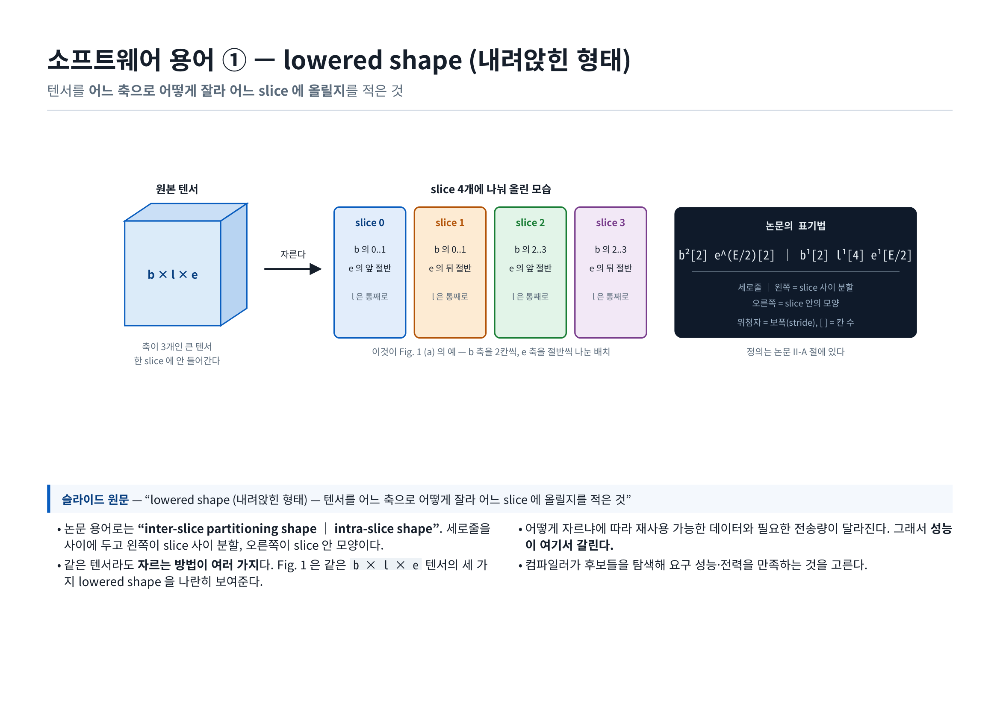 소프트웨어 용어 ① — lowered shape (내려앉힌 형태)
텐서를 어느 축으로 어떻게 잘라 어느 slice 에 올릴지를 적은 것
원본 텐서
b × l × e
축이 3개인 큰 텐서
한 slice 에 안 들어간다
자른다
slice 4개에 나눠 올린 모습
slice 0
b 의 0..1
e 의 앞 절반
l 은 통째로
slice 1
b 의 0..1
e 의 뒤 절반
l 은 통째로
slice 2
b 의 2..3
e 의 앞 절반
l 은 통째로
slice 3
b 의 2..3
e 의 뒤 절반
l 은 통째로
이것이 Fig. 1 (a) 의 예 — b 축을 2칸씩, e 축을 절반씩 나눈 배치
논문의 표기법
b²[2] e^(E/2)[2] | b¹[2] l¹[4] e¹[E/2]
세로줄 | 왼쪽 = slice 사이 분할
오른쪽 = slice 안의 모양
위첨자 = 보폭(stride), [ ] = 칸 수
정의는 논문 II-A 절에 있다
슬라이드 원문 — “lowered shape (내려앉힌 형태) — 텐서를 어느 축으로 어떻게 잘라 어느 slice 에 올릴지를 적은 것”
• 논문 용어로는 “inter-slice partitioning shape | intra-slice shape”. 세로줄을
사이에 두고 왼쪽이 slice 사이 분할, 오른쪽이 slice 안 모양이다.
• 같은 텐서라도 자르는 방법이 여러 가지다. Fig. 1 은 같은 b × l × e 텐서의 세 가
지 lowered shape 을 나란히 보여준다.
• 어떻게 자르냐에 따라 재사용 가능한 데이터와 필요한 전송량이 달라진다. 그래서 성능
이 여기서 갈린다.
• 컴파일러가 후보들을 탐색해 요구 성능·전력을 만족하는 것을 고른다.